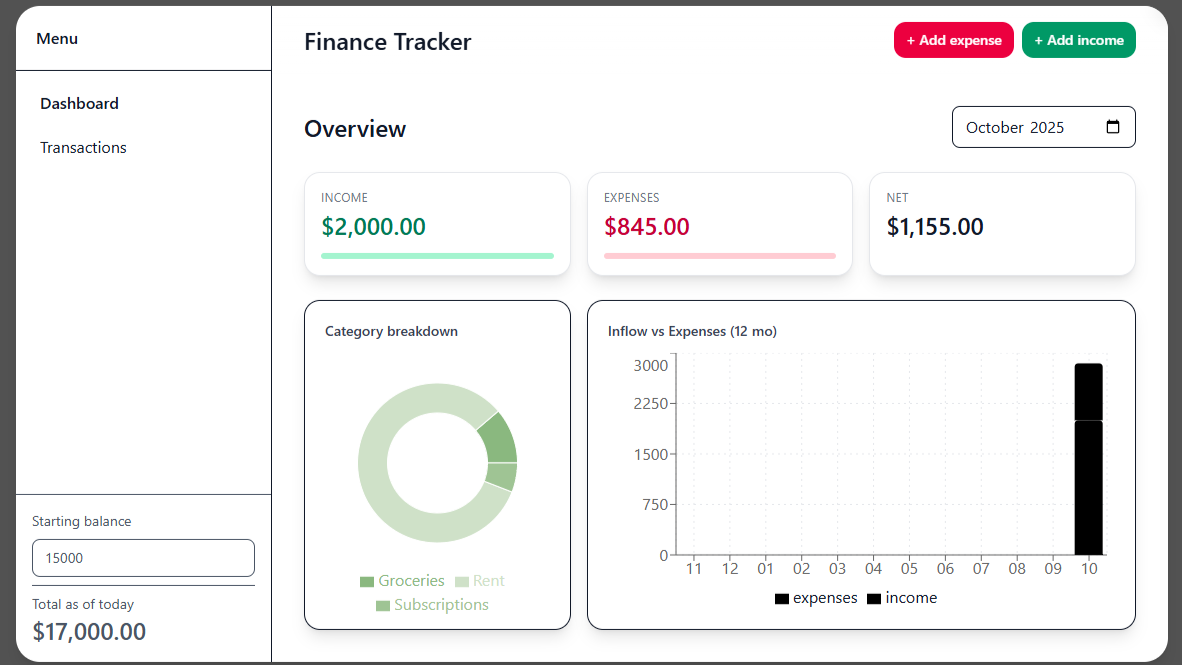 Menu
Dashboard
Transactions
Starting balance
15000
Total as of today
$17,000.00
Finance Tracker
+ Add expense
+ Add income
Overview
October 2025
INCOME
$2,000.00
EXPENSES
$845.00
NET
$1,155.00
Category breakdown
Groceries
Rent
Subscriptions
Inflow vs Expenses (12 mo)
3000
2250
1500
750
0
11 12 01 02 03 04 05 06 07 08 09 10
expenses income